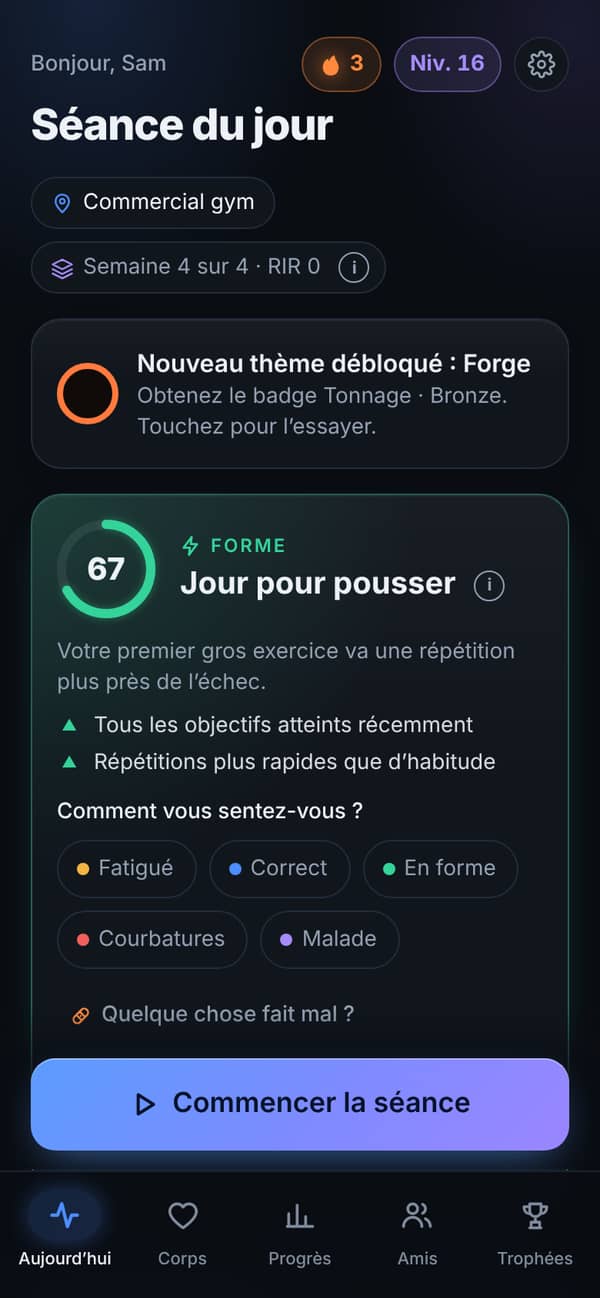 Bonjour, Sam
3
Niv. 16
Séance du jour
Commercial gym
Semaine 4 sur 4 · RIR 0
i
Nouveau thème débloqué : Forge
Obtenez le badge Tonnage · Bronze.
Touchez pour l’essayer.
67
FORME
Jour pour pousser
i
Votre premier gros exercice va une répétition
plus près de l’échec.
Tous les objectifs atteints récemment
Répétitions plus rapides que d’habitude
Comment vous sentez-vous ?
Fatigué
Correct
En forme
Courbatures
Malade
Quelque chose fait mal ?
Commencer la séance
Aujourd’hui
Corps
Progrès
Amis
Trophées